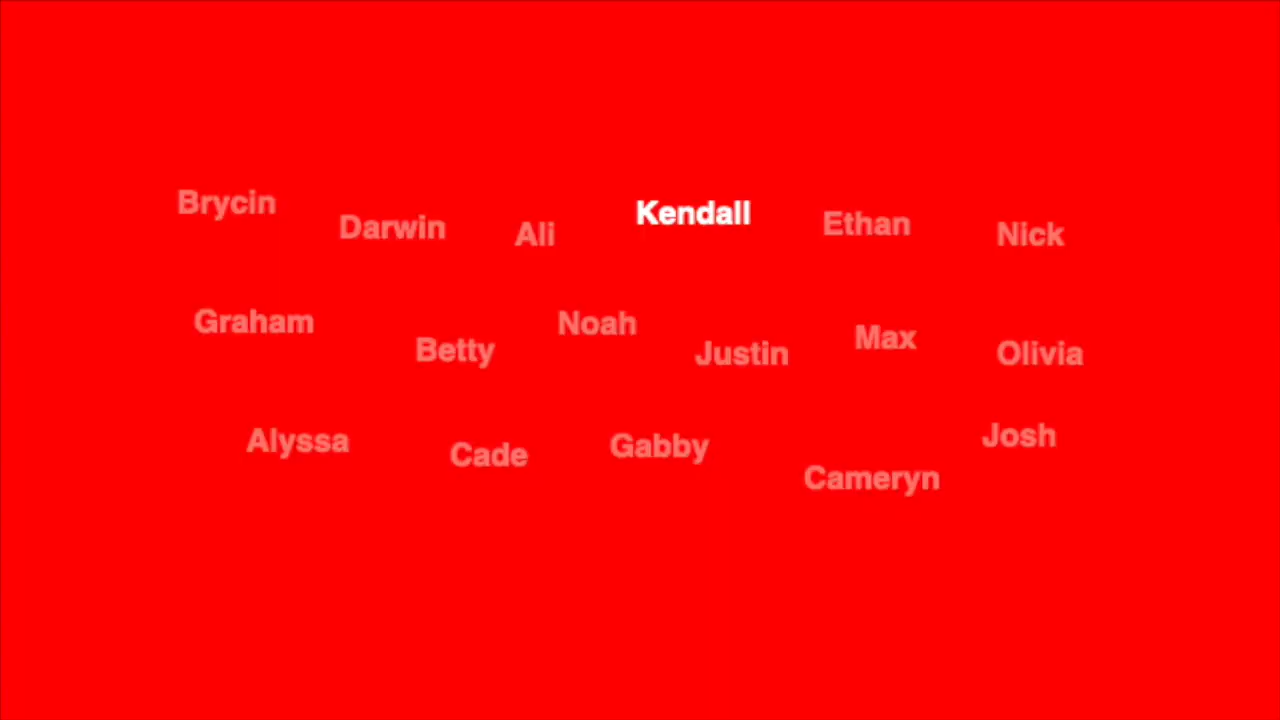 Brycin Darwin Ali Kendall Ethan Nick
Graham Betty Noah Justin Max Olivia
Alyssa Cade Gabby Cameryn Josh